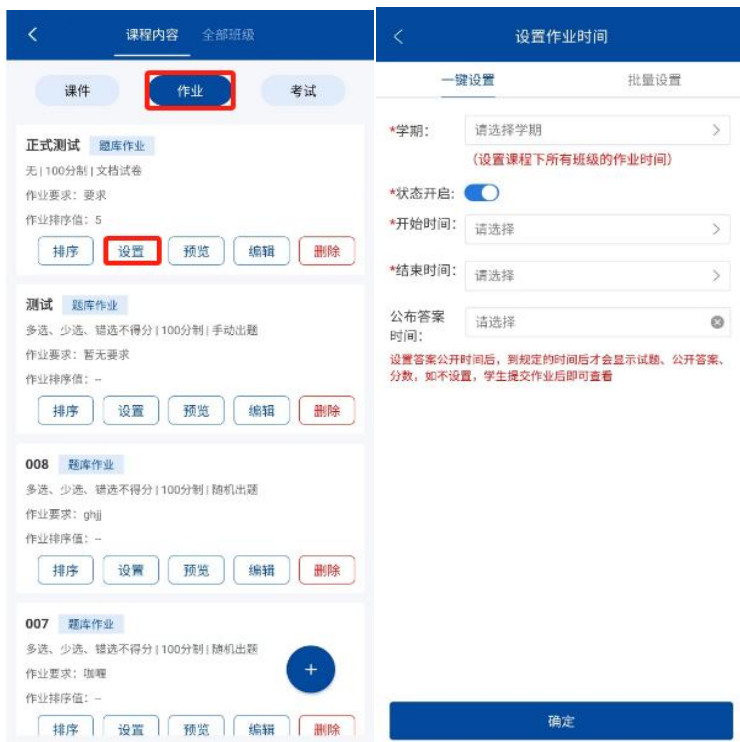 课程内容 全部班级
课件 作业 考试
正式测试 题库作业
无|100分制|文档试卷
作业要求：要求
作业排序值：5
排序 设置 预览 编辑 删除
测试 题库作业
多选、少选、错选不得分|100分制|手动出题
作业要求：暂无要求
作业排序值：--
排序 设置 预览 编辑 删除
008 题库作业
多选、少选、错选不得分|100分制|随机出题
作业要求：ghjj
作业排序值：--
排序 设置 预览 编辑 删除
007 题库作业
多选、少选、错选不得分|100分制|随机出题
作业要求：咖喱
作业排序值：--
排序 设置 预览 编辑 删除
设置作业时间
一键设置 批量设置
*学期： 请选择学期
（设置课程下所有班级的作业时间）
*状态开启：
*开始时间： 请选择
*结束时间： 请选择
公布答案
时间： 请选择
设置答案公开时间后，到规定的时间后才会显示试题、公开答案、
分数，如不设置，学生提交作业后即可查看
确定